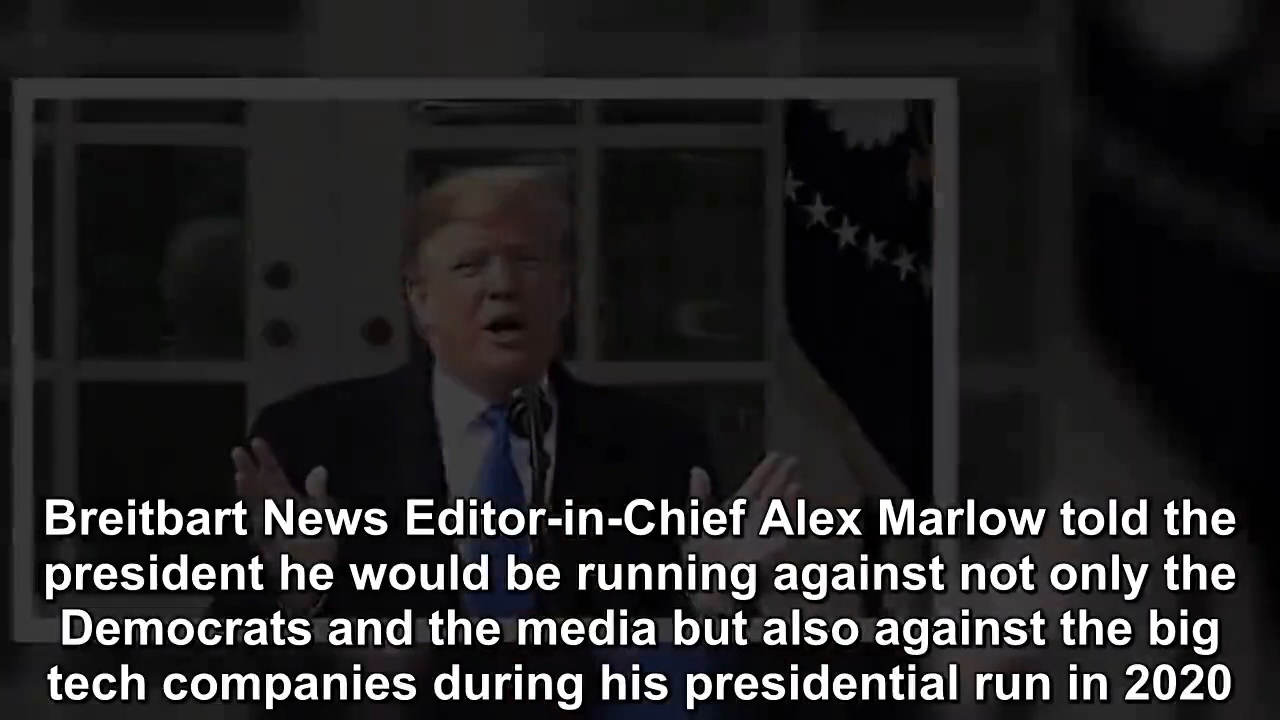 Breitbart News Editor-in-Chief Alex Marlow told the
president he would be running against not only the
Democrats and the media but also against the big
tech companies during his presidential run in 2020